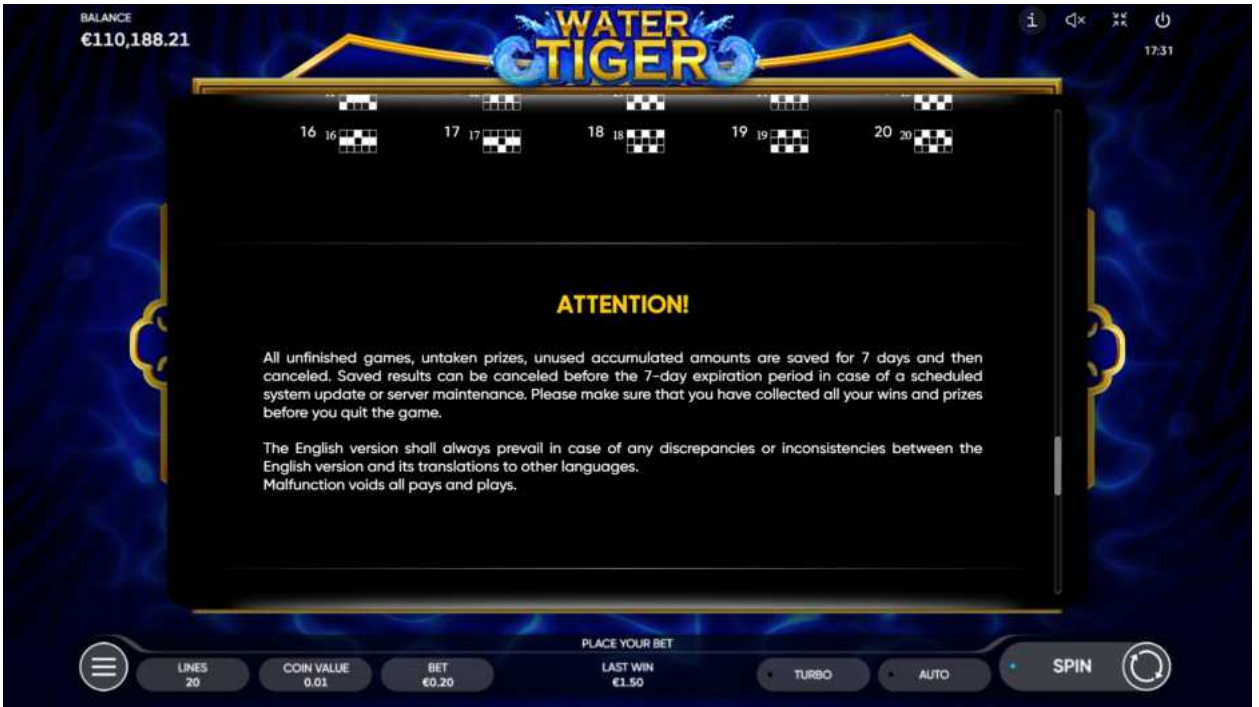 BALANCE
€110,188.21
WATER
TIGER
i
17:31
16 16
17 17
18 18
19 19
20 20
ATTENTION!
All unfinished games, untaken prizes, unused accumulated amounts are saved for 7 days and then
canceled. Saved results can be canceled before the 7-day expiration period in case of a scheduled
system update or server maintenance. Please make sure that you have collected all your wins and prizes
before you quit the game.
The English version shall always prevail in case of any discrepancies or inconsistencies between the
English version and its translations to other languages.
Malfunction voids all pays and plays.
PLACE YOUR BET
LINES
20
COIN VALUE
0.01
BET
€0.20
LAST WIN
€1.50
TURBO
AUTO
SPIN